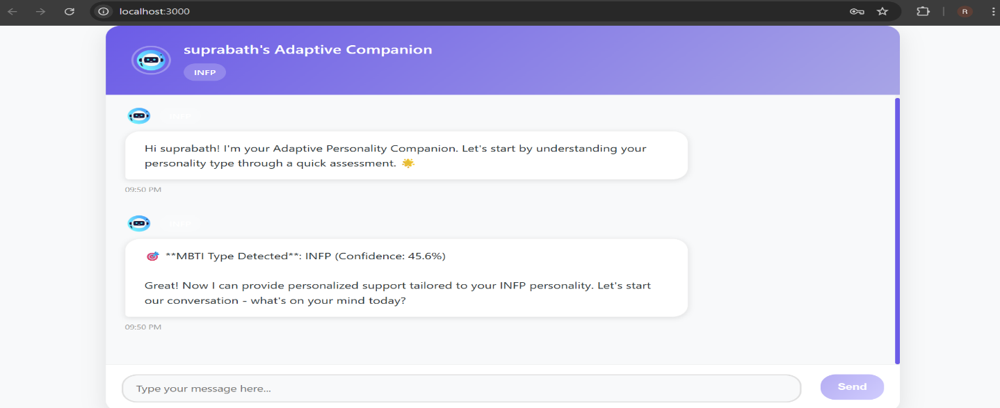 localhost:3000
R
suprabath's Adaptive Companion
INFP
INFP
Hi suprabath! I'm your Adaptive Personality Companion. Let's start by understanding your
personality type through a quick assessment. 🌟
09:50 PM
INFP
🎯 **MBTI Type Detected**: INFP (Confidence: 45.6%)
Great! Now I can provide personalized support tailored to your INFP personality. Let's start
our conversation - what's on your mind today?
09:50 PM
Type your message here...
Send